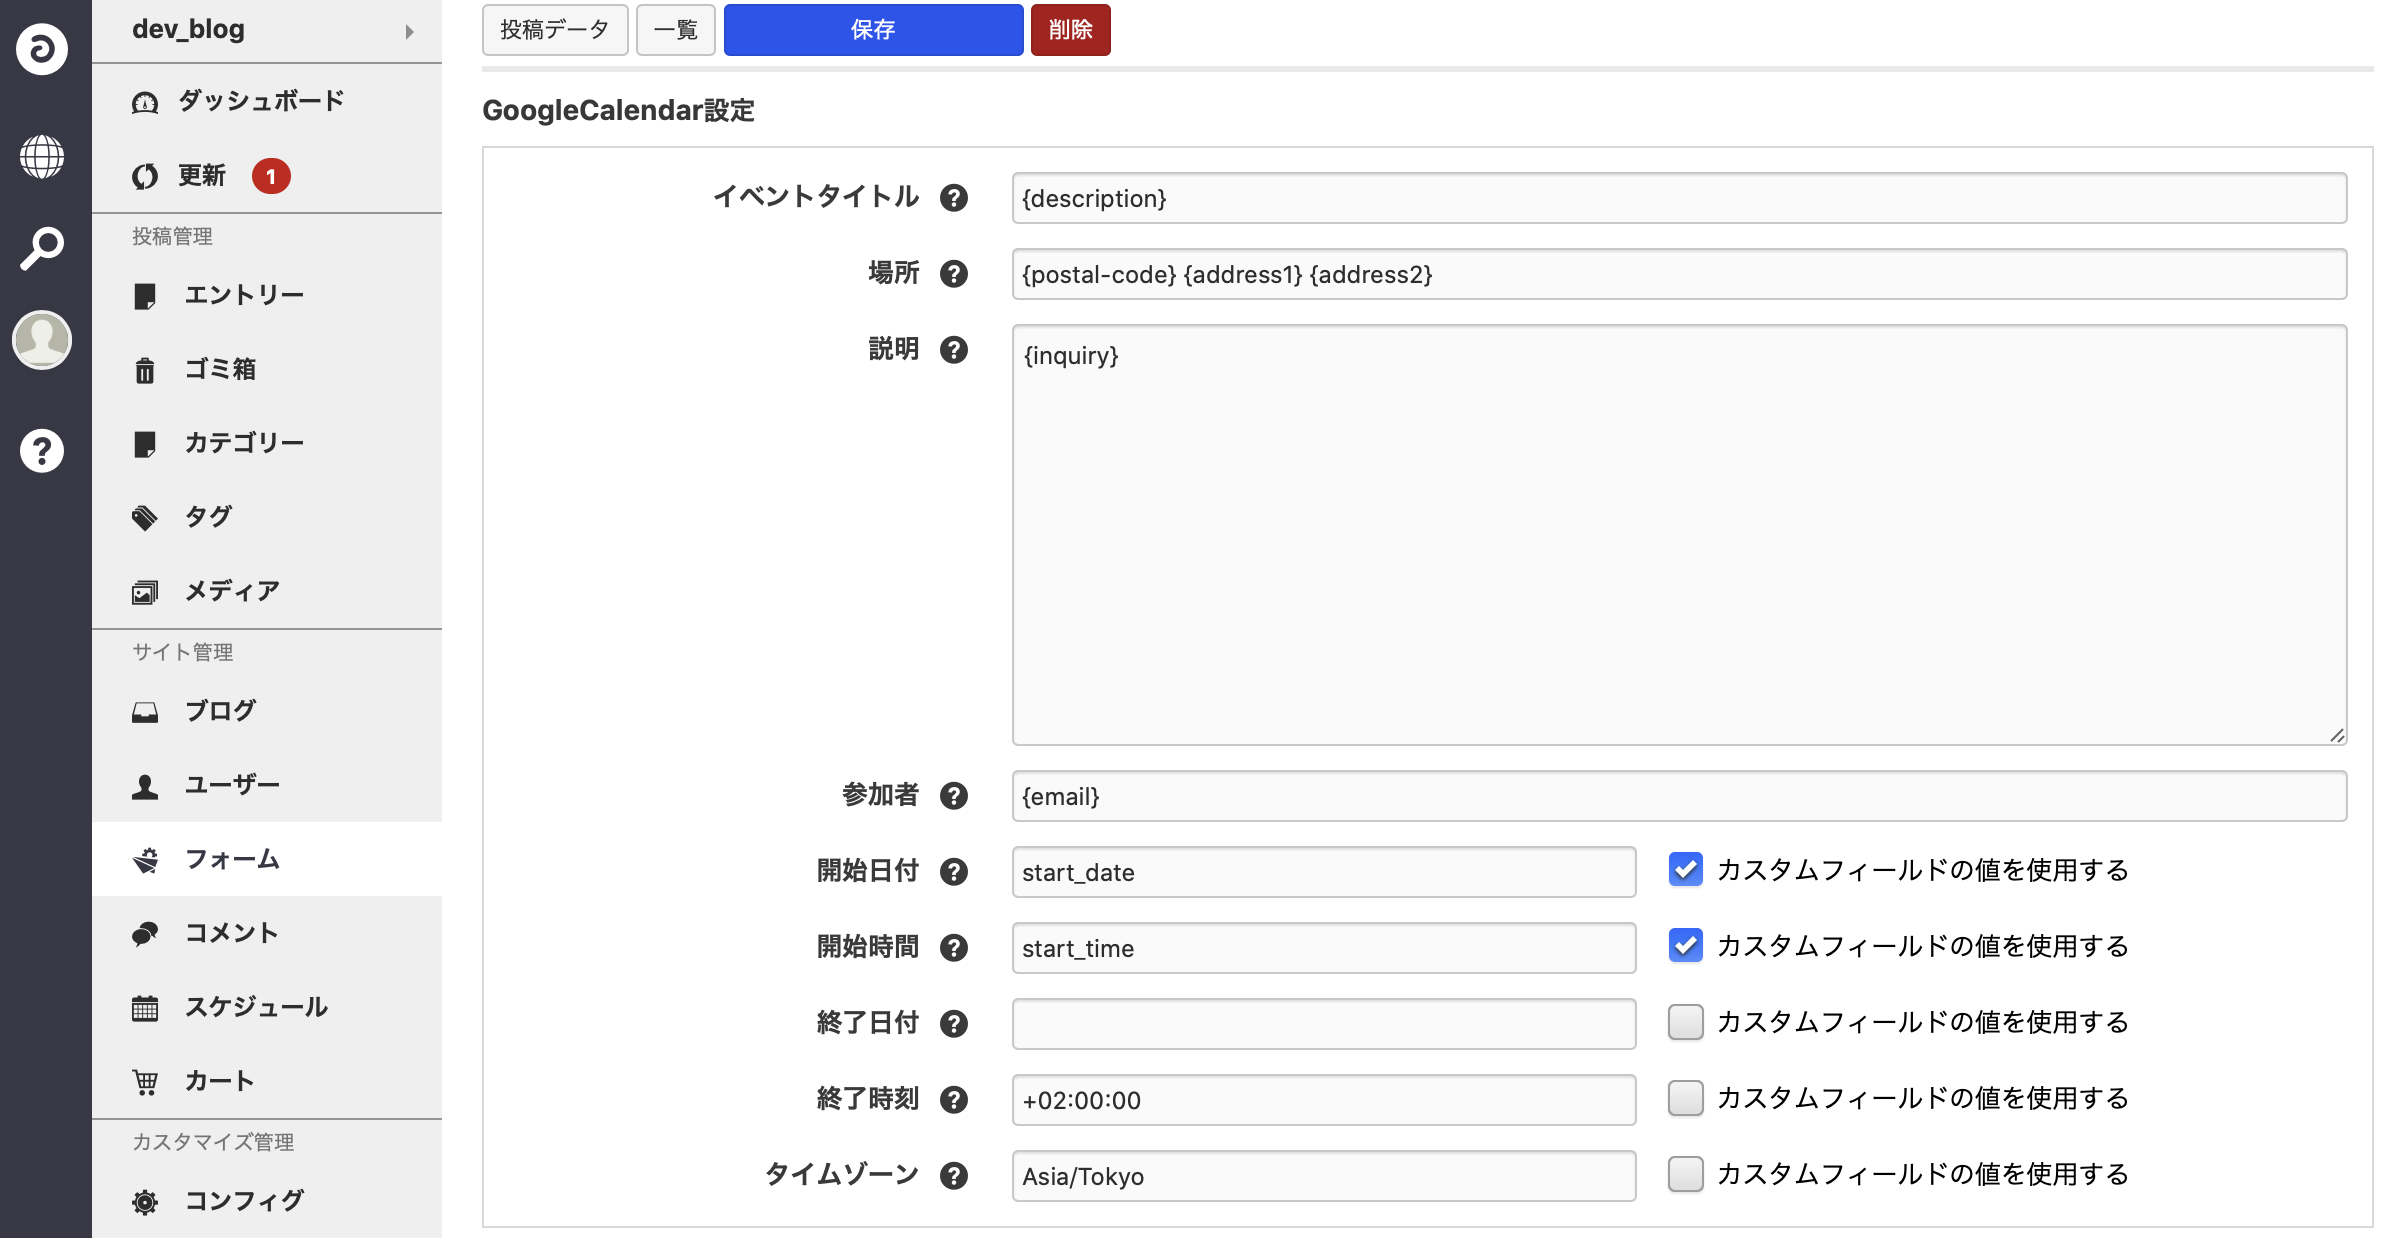 dev_blog
ダッシュボード
更新 1
投稿管理
エントリー
ゴミ箱
カテゴリー
タグ
メディア
サイト管理
ブログ
ユーザー
フォーム
コメント
スケジュール
カート
カスタマイズ管理
コンフィグ
投稿データ 一覧 保存 削除
GoogleCalendar設定
イベントタイトル ? {description}
場所 ? {postal-code} {address1} {address2}
説明 ? {inquiry}
参加者 ? {email}
開始日付 ? start_date カスタムフィールドの値を使用する
開始時間 ? start_time カスタムフィールドの値を使用する
終了日付 ? カスタムフィールドの値を使用する
終了時刻 ? +02:00:00 カスタムフィールドの値を使用する
タイムゾーン ? Asia/Tokyo カスタムフィールドの値を使用する